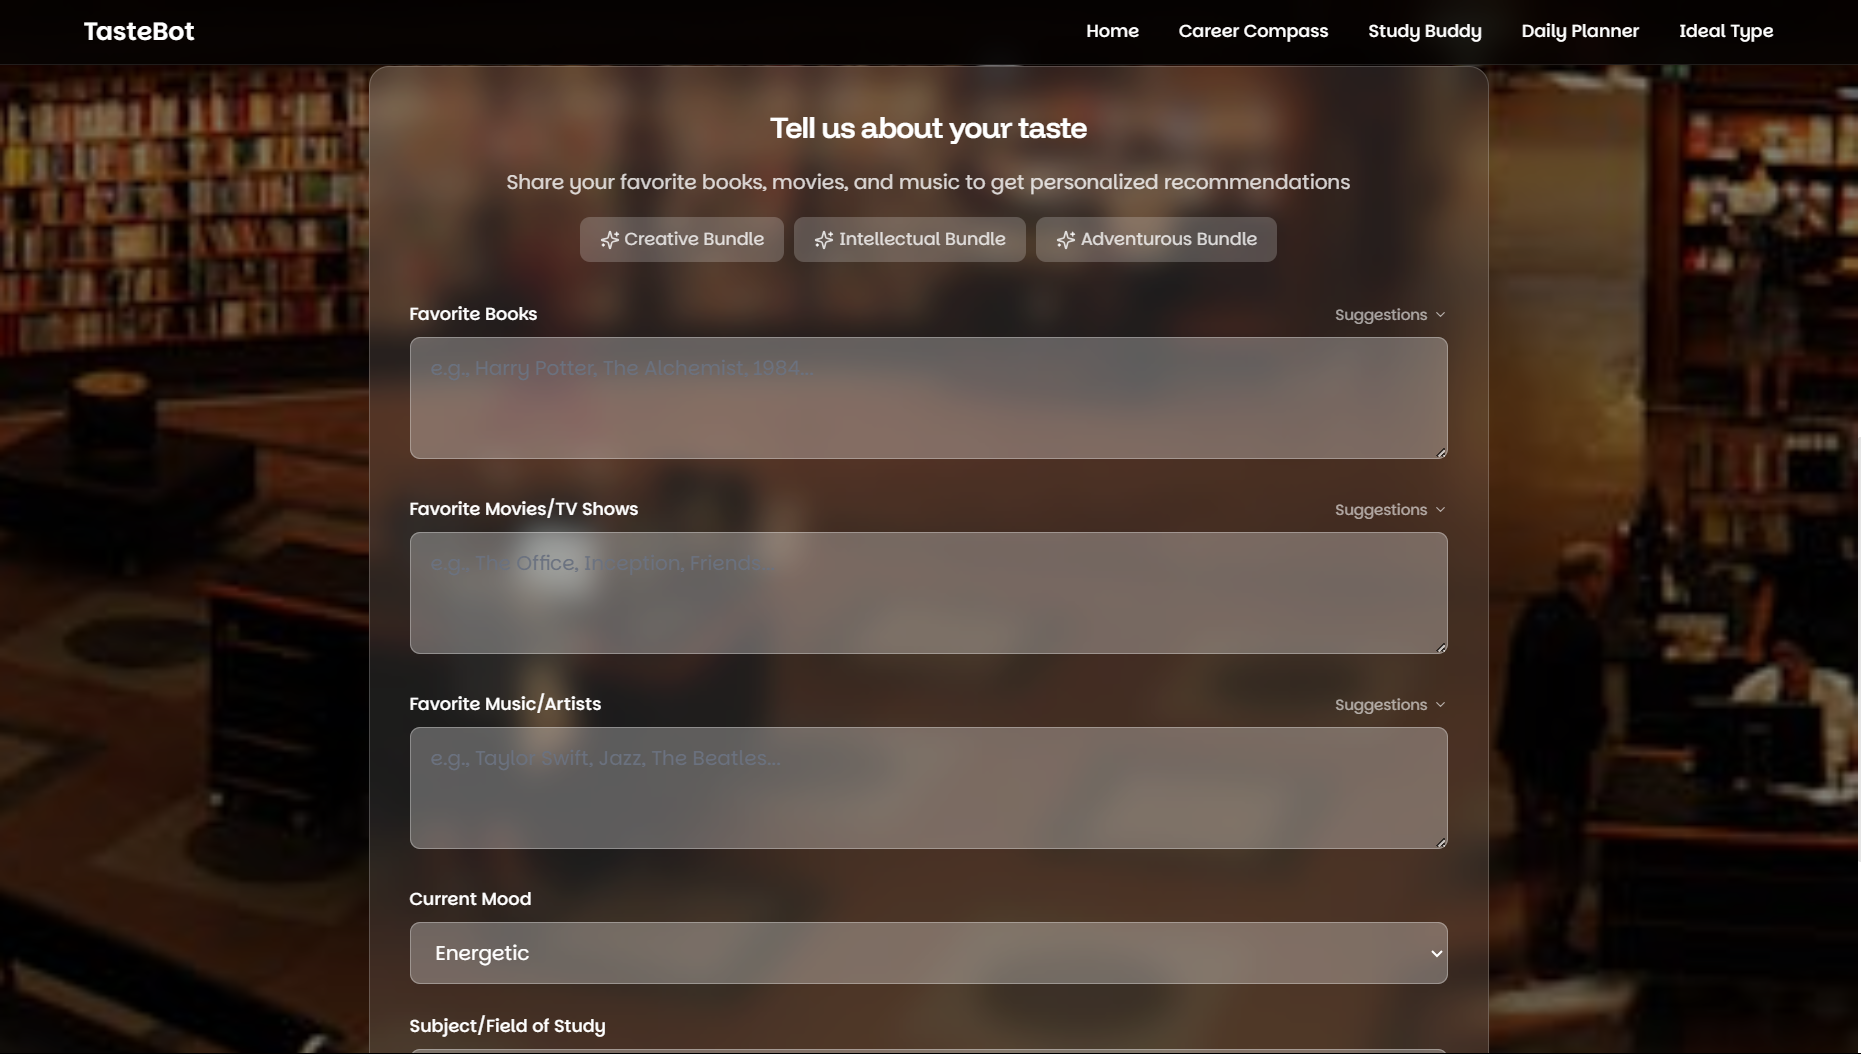 TasteBot
Home Career Compass Study Buddy Daily Planner Ideal Type
Tell us about your taste
Share your favorite books, movies, and music to get personalized recommendations
Creative Bundle Intellectual Bundle Adventurous Bundle
Favorite Books Suggestions
e.g., Harry Potter, The Alchemist, 1984...
Favorite Movies/TV Shows Suggestions
e.g., The Office, Inception, Friends...
Favorite Music/Artists Suggestions
e.g., Taylor Swift, Jazz, The Beatles...
Current Mood
Energetic
Subject/Field of Study